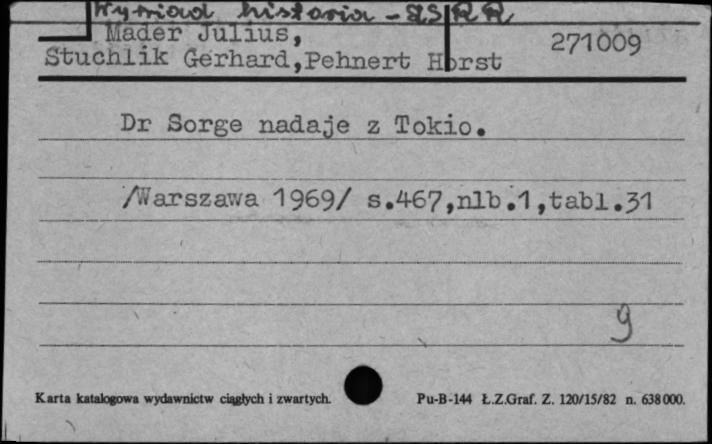 Wywiad historia - ZSRR
Mader Julius,
271009
Stuchlik Gerhard,Pehnert Horst
Dr Sorge nadaje z Tokio.
/Warszawa 1969/ s.467,nlb.1,tabl.31
9
Karta katalogowa wydawnictw ciągłych i zwartych.
Pu-B-144 Ł.Z.Graf. Z. 120/15/82 n. 638000.